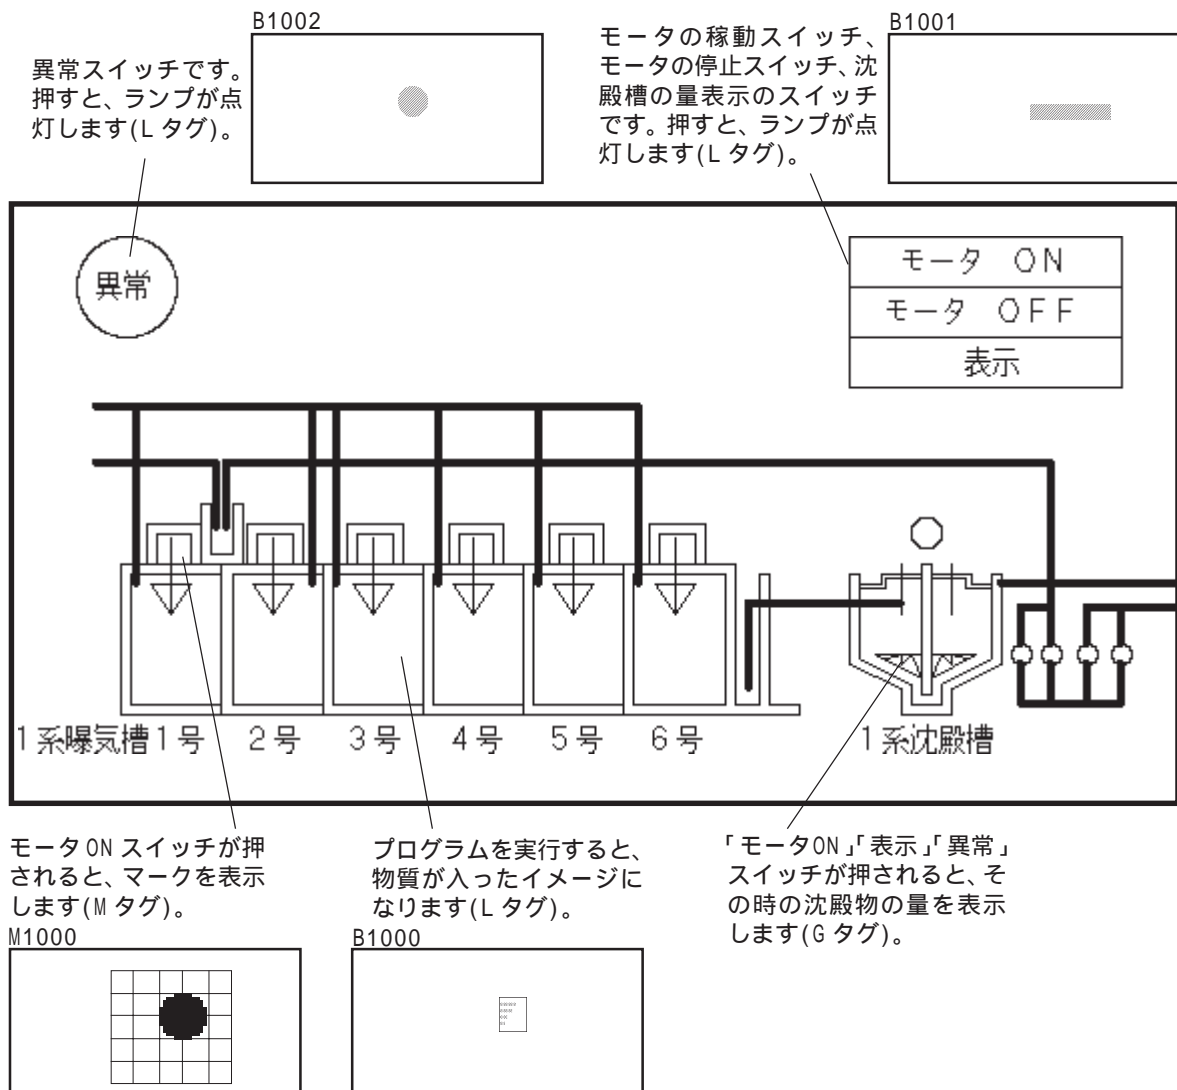 B1002
異常スイッチです。
押すと、ランプが点
灯します(Lタグ)。
モータの稼動スイッチ、
モータの停止スイッチ、沈
殿槽の量表示のスイッチ
です。押すと、ランプが点
灯します(Lタグ)。
B1001
異常
モータ ON
モータ OFF
表示
1系曝気槽1号 2号 3号 4号 5号 6号 1系沈殿槽
モータONスイッチが押
されると、マークを表示
します(Mタグ)。
プログラムを実行すると、
物質が入ったイメージに
なります(Lタグ)。
「モータON」「表示」「異常」
スイッチが押されると、そ
の時の沈殿物の量を表示
します(Gタグ)。
M1000
B1000